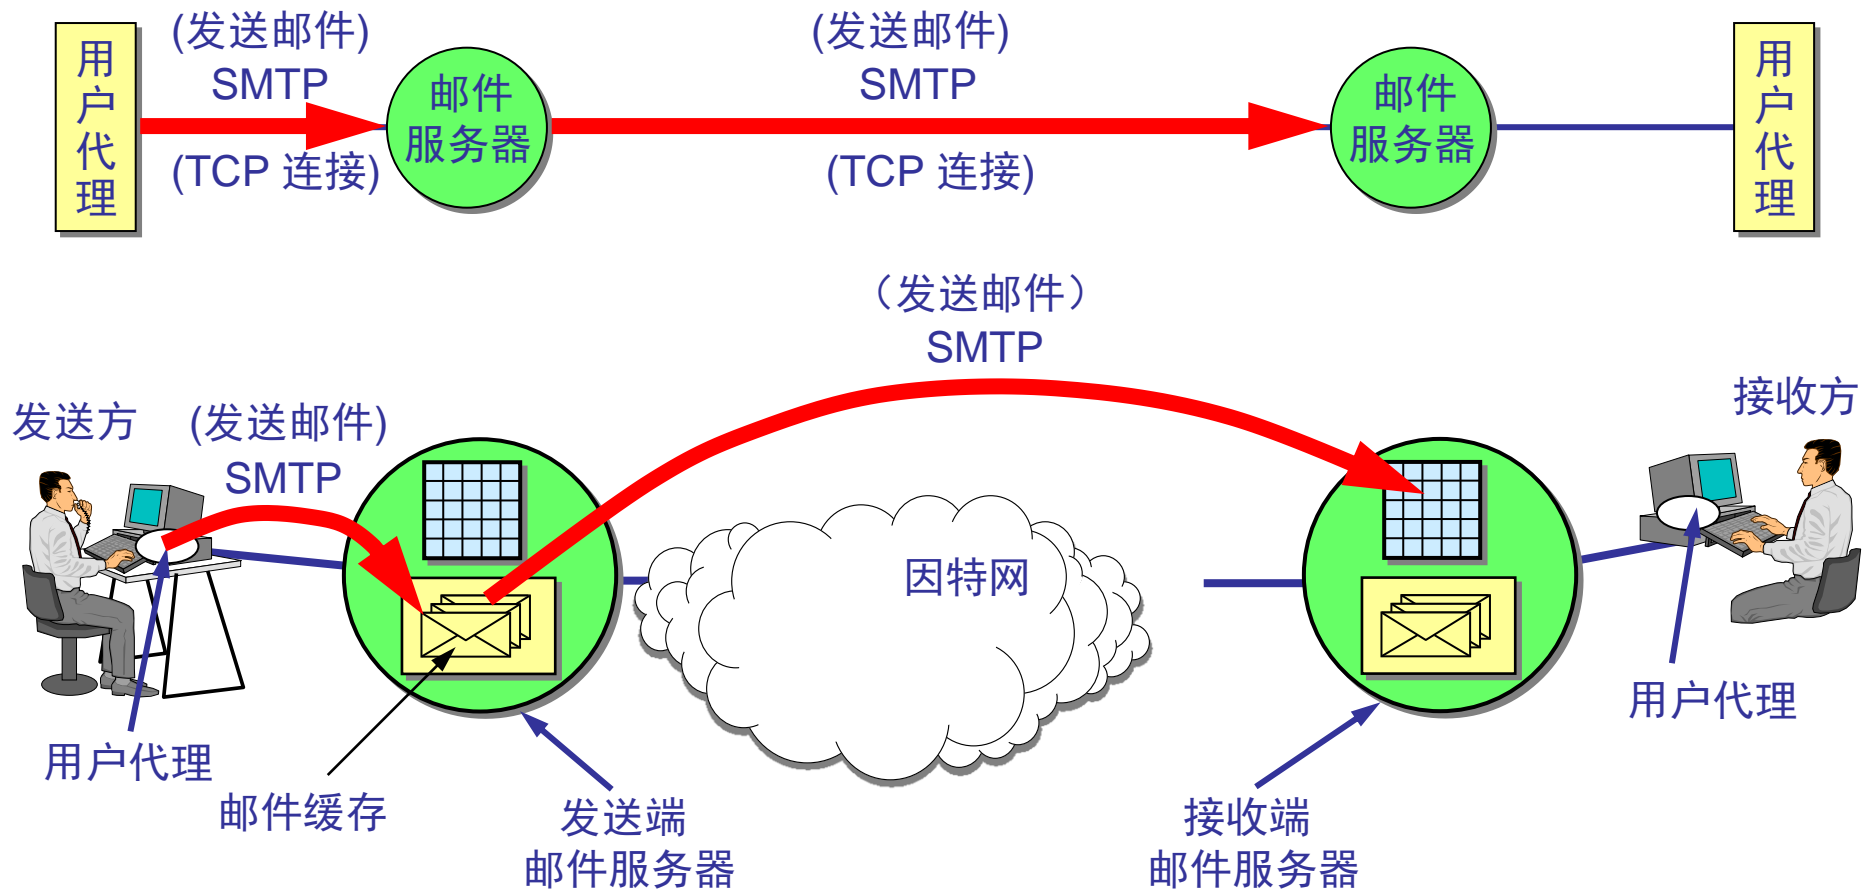 用户代理
(发送邮件)
SMTP
(TCP 连接)
邮件
服务器
(发送邮件)
SMTP
(TCP 连接)
邮件
服务器
用户代理
（发送邮件）
SMTP
发送方
(发送邮件)
SMTP
接收方
因特网
用户代理
邮件缓存
发送端
邮件服务器
接收端
邮件服务器
用户代理